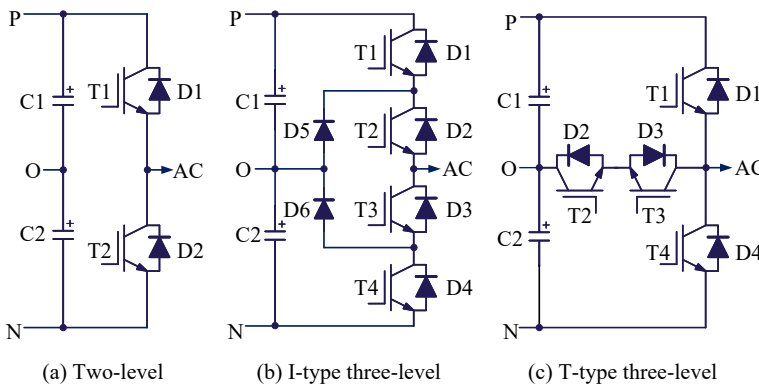 P
C1
+
T1
D1
O
AC
C2
+
T2
D2
N
(a) Two-level
P
C1
+
T1
D1
D5
T2
D2
O
AC
D6
T3
D3
C2
+
T4
D4
N
(b) I-type three-level
P
C1
+
T1
D1
D2
D3
O
AC
T2
T3
C2
+
T4
D4
N
(c) T-type three-level